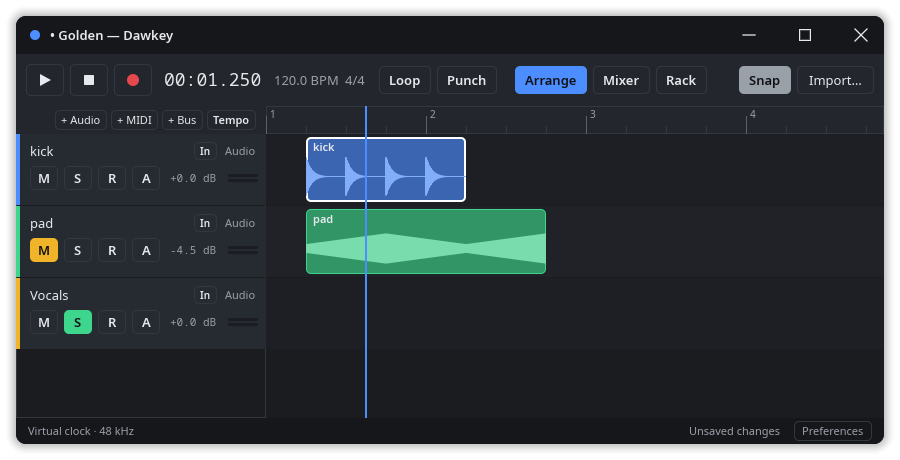 • Golden — Dawkey
00:01.250 120.0 BPM 4/4 Loop Punch Arrange Mixer Rack Snap Import...
+ Audio + MIDI + Bus Tempo 1 2 3 4
kick In Audio kick
M S R A +0.0 dB
pad In Audio pad
M S R A -4.5 dB
Vocals In Audio
M S R A +0.0 dB
Virtual clock · 48 kHz Unsaved changes Preferences